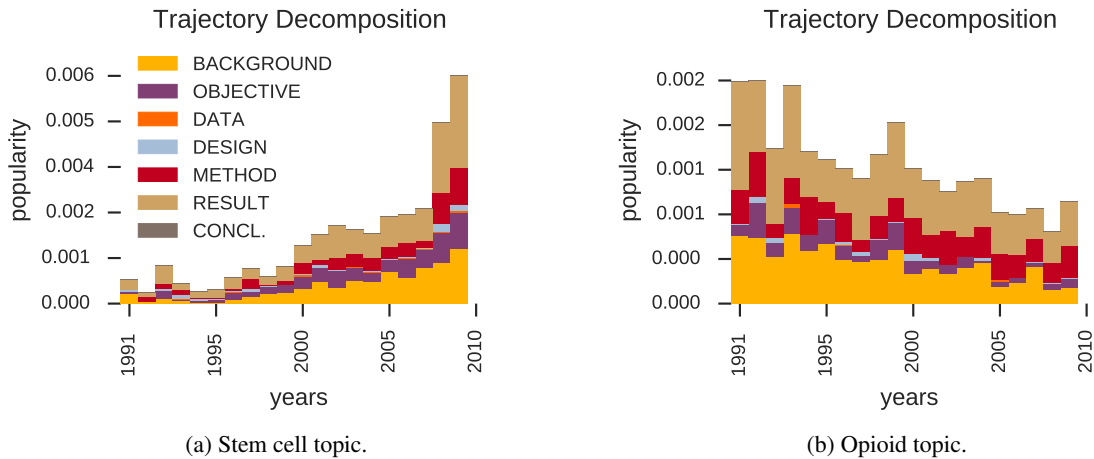 Trajectory Decomposition
popularity
0.006
0.005
0.004
0.002
0.001
0.000
BACKGROUND
OBJECTIVE
DATA
DESIGN
METHOD
RESULT
CONCL.
1991
1995
2000
2005
2010
years
(a) Stem cell topic.
Trajectory Decomposition
popularity
0.002
0.002
0.001
0.001
0.000
0.000
1991
1995
2000
2005
2010
years
(b) Opioid topic.